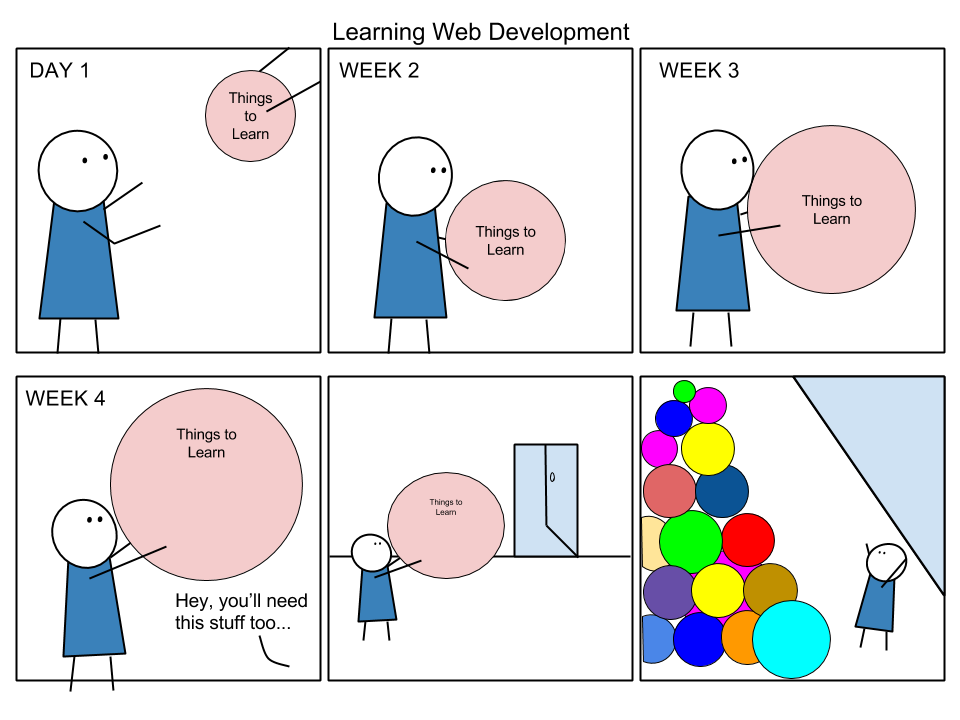 Learning Web Development
DAY 1
Things
to
Learn
WEEK 2
Things to
Learn
WEEK 3
Things to
Learn
WEEK 4
Things to
Learn
Hey, you'll need
this stuff too...
Things to
Learn